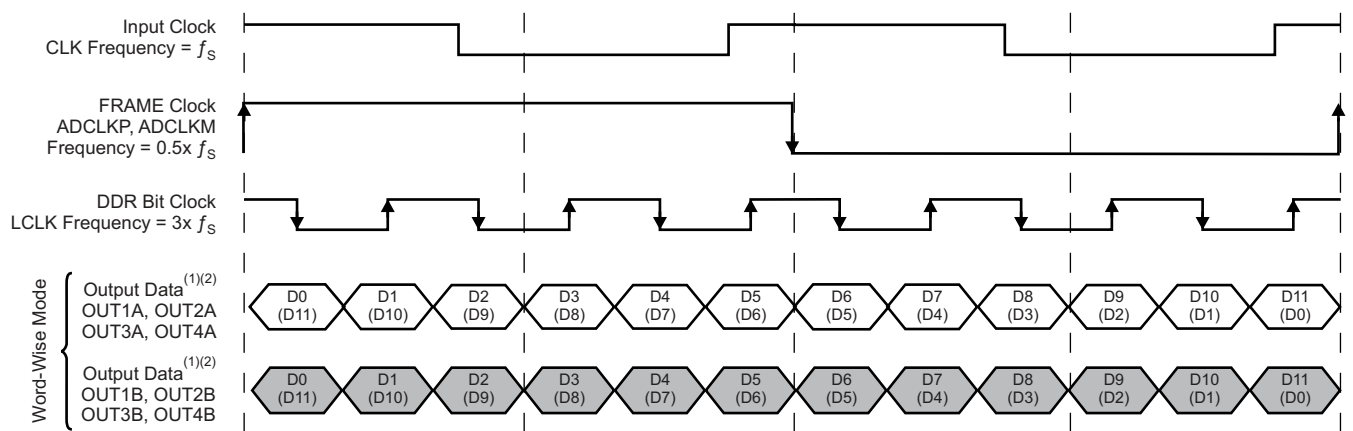 Input Clock
CLK Frequency = fS
FRAME Clock
ADCLKP, ADCLKM
Frequency = 0.5x fS
DDR Bit Clock
LCLK Frequency = 3x fS
Word-Wise Mode
Output Data(1)(2)
OUT1A, OUT2A
OUT3A, OUT4A
D0 D1 D2 D3 D4 D5 D6 D7 D8 D9 D10 D11
(D11) (D10) (D9) (D8) (D7) (D6) (D5) (D4) (D3) (D2) (D1) (D0)
Output Data(1)(2)
OUT1B, OUT2B
OUT3B, OUT4B
D0 D1 D2 D3 D4 D5 D6 D7 D8 D9 D10 D11
(D11) (D10) (D9) (D8) (D7) (D6) (D5) (D4) (D3) (D2) (D1) (D0)